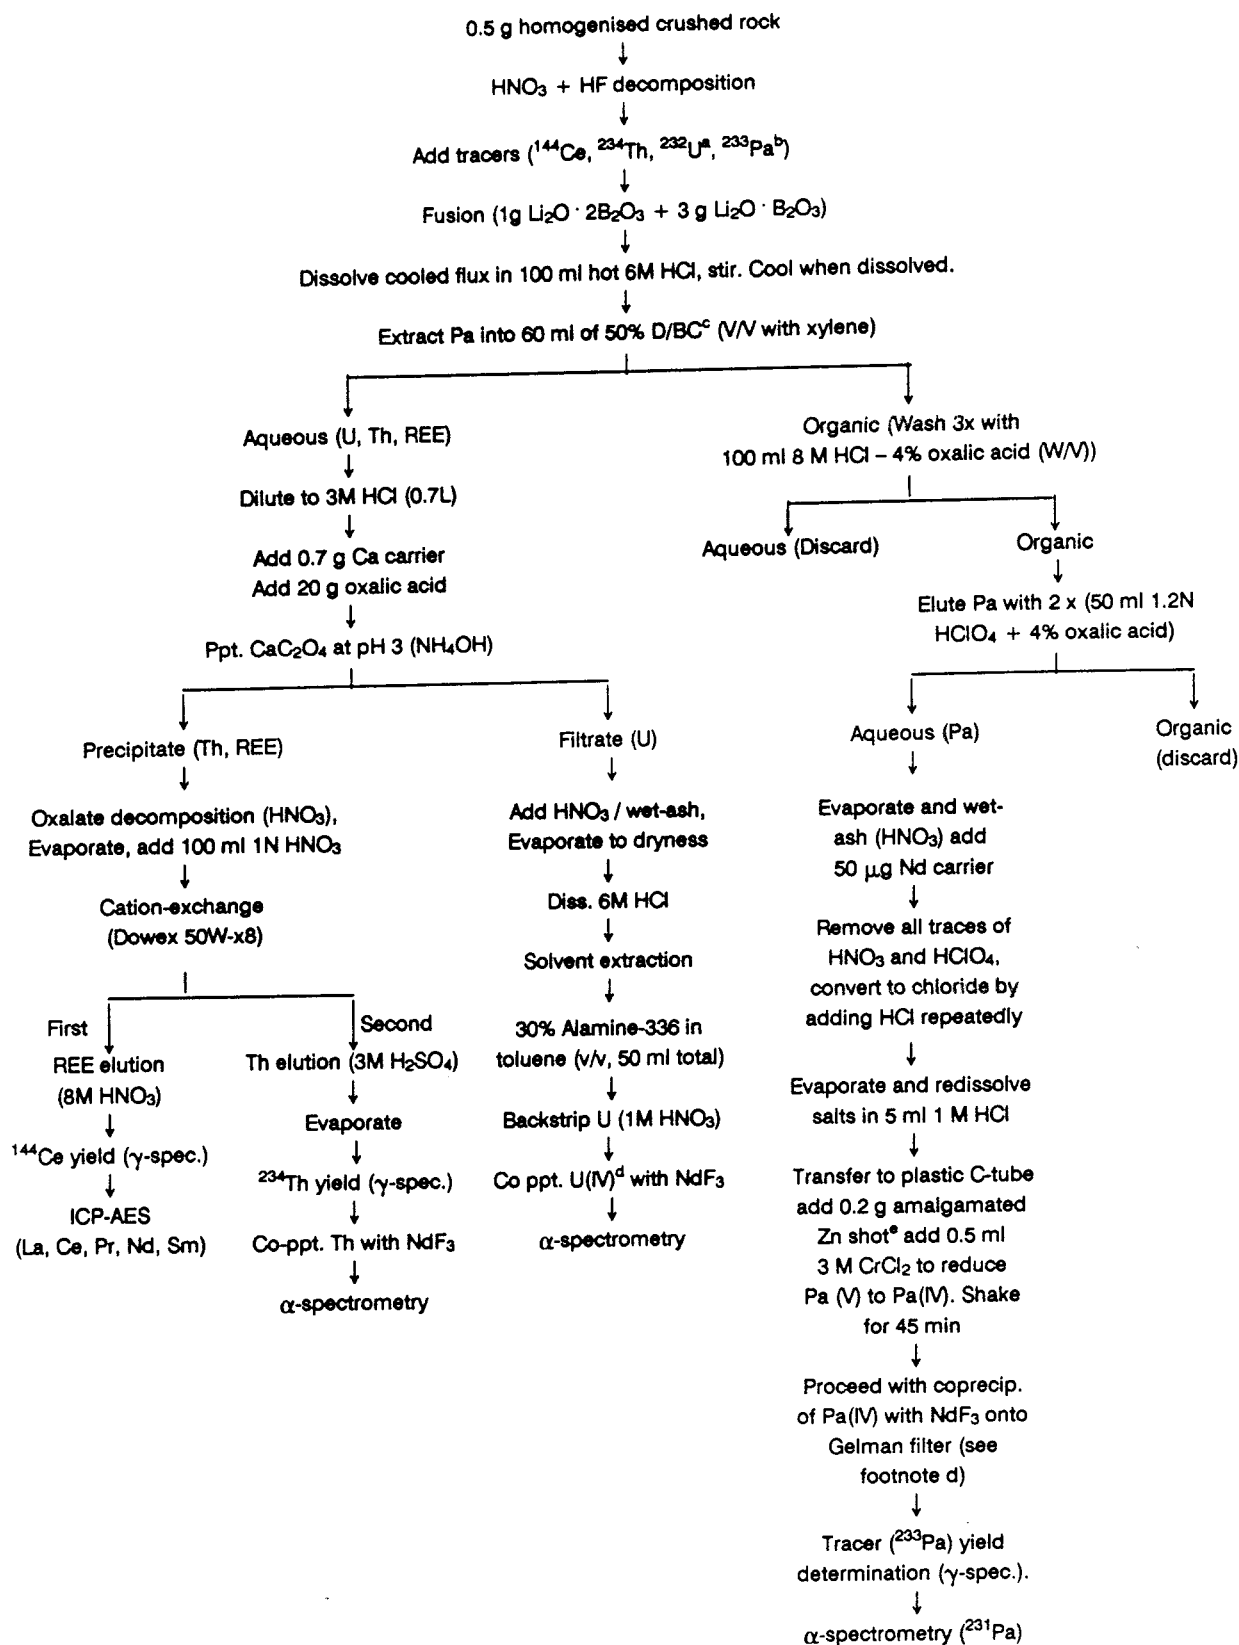 0.5 g homogenised crushed rock
HNO₃ + HF decomposition
Add tracers (¹⁴⁴Ce, ²³⁴Th, ²³²Uᵃ, ²³³Paᵇ)
Fusion (1g Li₂O · 2B₂O₃ + 3 g Li₂O · B₂O₃)
Dissolve cooled flux in 100 ml hot 6M HCl, stir. Cool when dissolved.
Extract Pa into 60 ml of 50% D/BCᶜ (V/V with xylene)
Aqueous (U, Th, REE)
Dilute to 3M HCl (0.7L)
Add 0.7 g Ca carrier
Add 20 g oxalic acid
Ppt. CaC₂O₄ at pH 3 (NH₄OH)
Precipitate (Th, REE)
Oxalate decomposition (HNO₃),
Evaporate, add 100 ml 1N HNO₃
Cation-exchange
(Dowex 50W-x8)
First
REE elution
(8M HNO₃)
¹⁴⁴Ce yield (γ-spec.)
ICP-AES
(La, Ce, Pr, Nd, Sm)
Second
Th elution (3M H₂SO₄)
Evaporate
²³⁴Th yield (γ-spec.)
Co-ppt. Th with NdF₃
α-spectrometry
Filtrate (U)
Add HNO₃ / wet-ash,
Evaporate to dryness
Diss. 6M HCl
Solvent extraction
30% Alamine-336 in
toluene (v/v, 50 ml total)
Backstrip U (1M HNO₃)
Co ppt. U(IV)ᵈ with NdF₃
α-spectrometry
Organic (Wash 3x with
100 ml 8 M HCl – 4% oxalic acid (W/V))
Aqueous (Discard)
Organic
Elute Pa with 2 x (50 ml 1.2N
HClO₄ + 4% oxalic acid)
Aqueous (Pa)
Organic
(discard)
Evaporate and wet-
ash (HNO₃) add
50 μg Nd carrier
Remove all traces of
HNO₃ and HClO₄,
convert to chloride by
adding HCl repeatedly
Evaporate and redissolve
salts in 5 ml 1 M HCl
Transfer to plastic C-tube
add 0.2 g amalgamated
Zn shotᵉ add 0.5 ml
3 M CrCl₂ to reduce
Pa (V) to Pa(IV). Shake
for 45 min
Proceed with coprecip.
of Pa(IV) with NdF₃ onto
Gelman filter (see
footnote d)
Tracer (²³³Pa) yield
determination (γ-spec.).
α-spectrometry (²³¹Pa)